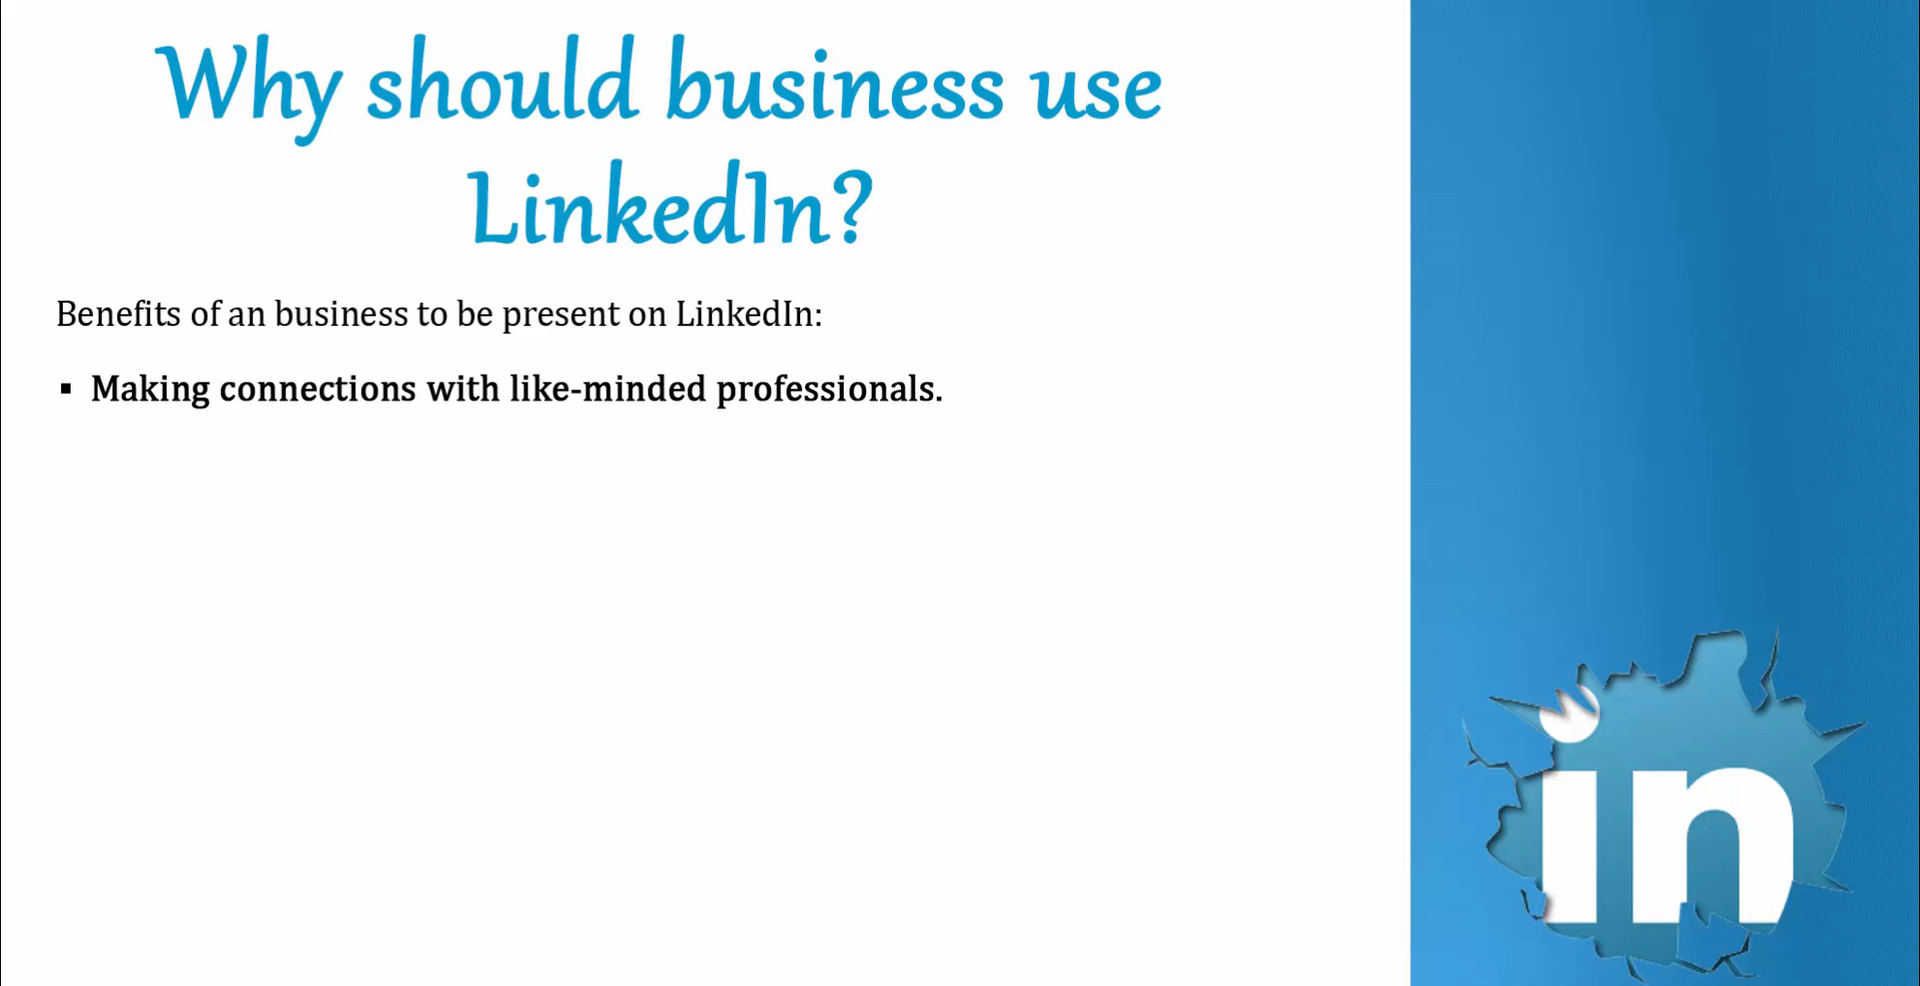 Why should business use
LinkedIn?
Benefits of an business to be present on LinkedIn:
▪ Making connections with like-minded professionals.
in